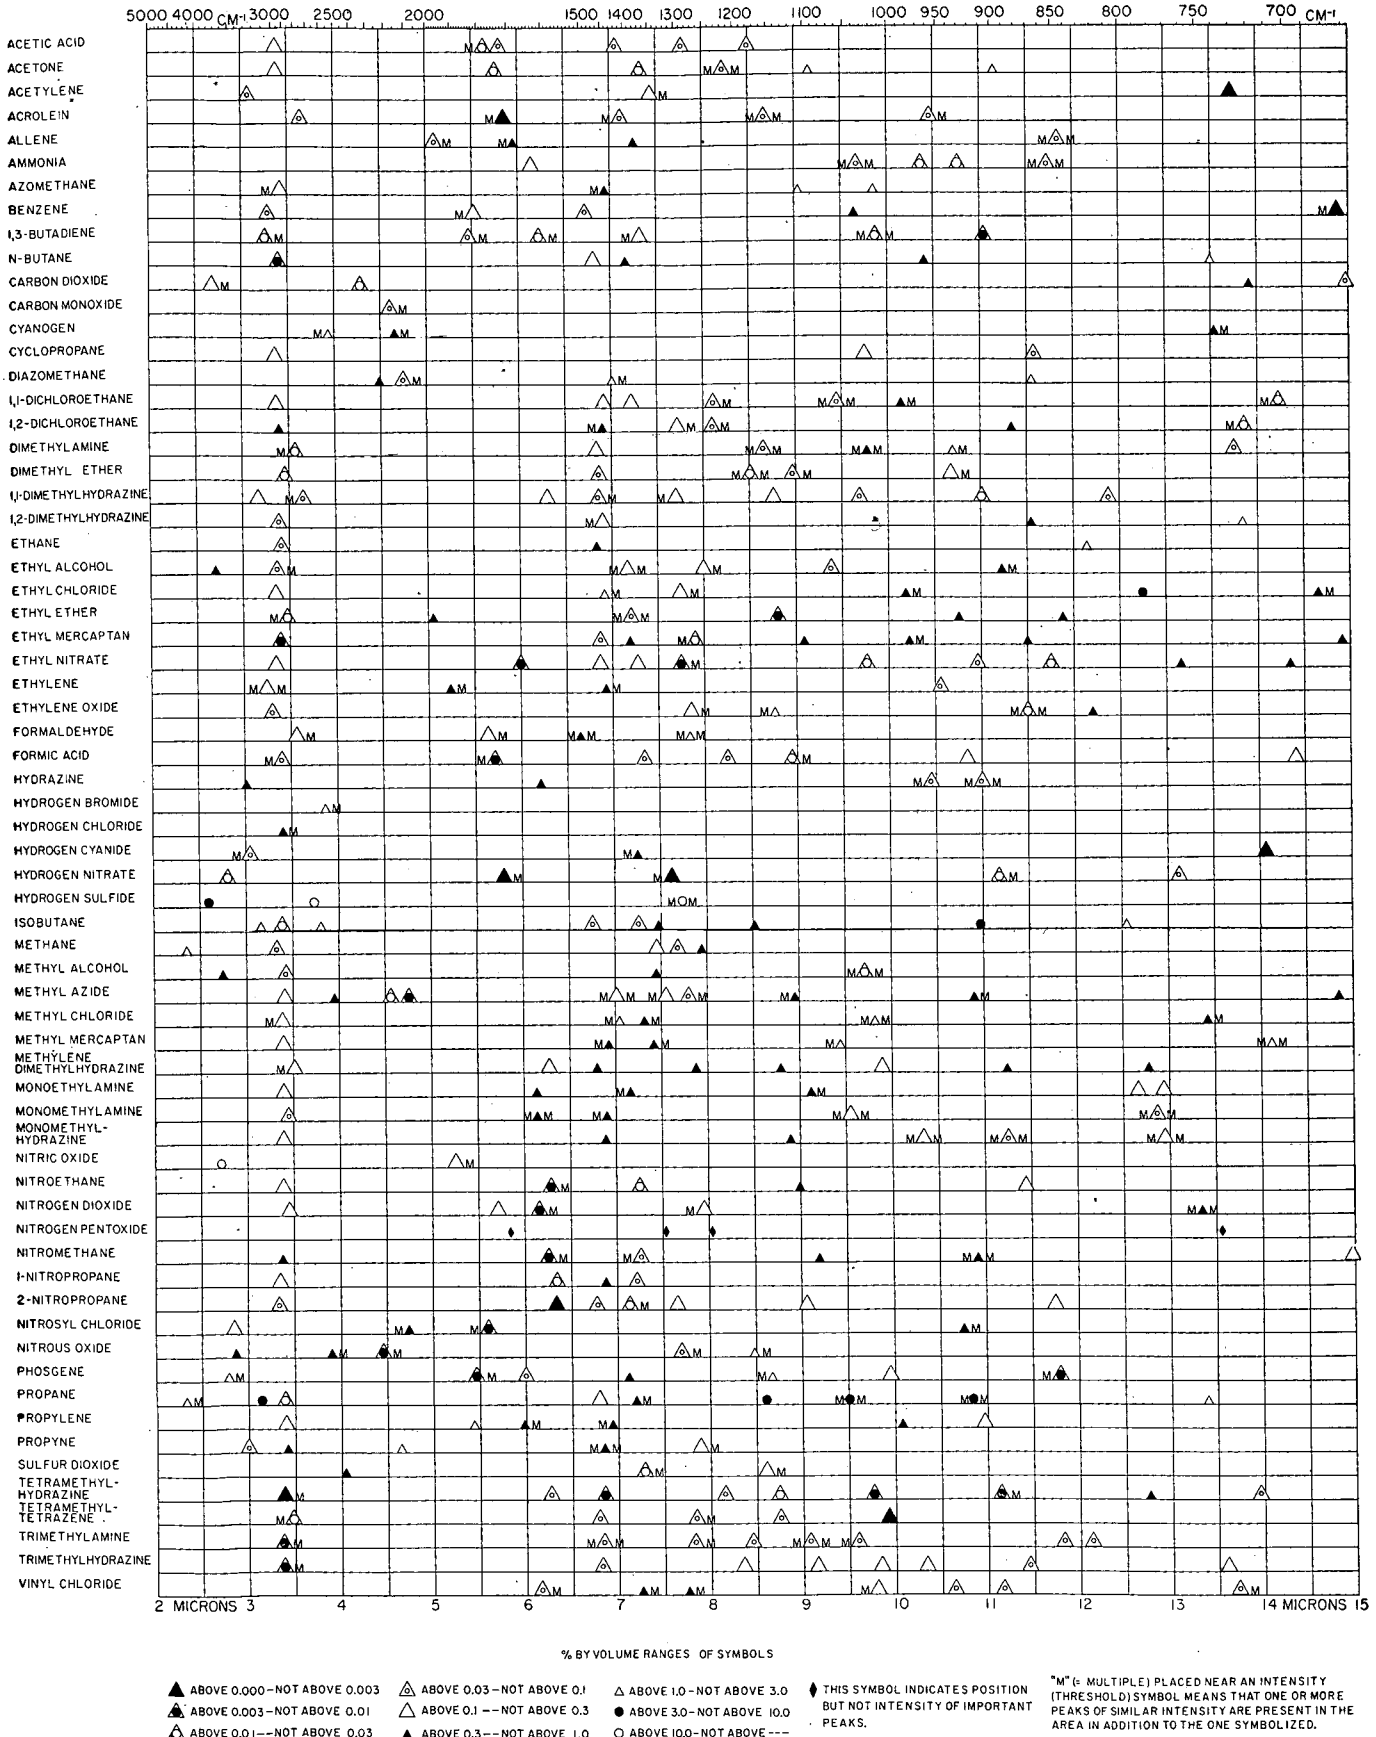 5000 4000 CM-1 3000 2500 2000 1500 1400 1300 1200 1100 1000 950 900 850 800 750 700 CM-1
ACETIC ACID M
ACETONE M M
ACETYLENE M
ACROLEIN M M M M M
ALLENE M M M M
AMMONIA M M M M
AZOMETHANE M M
BENZENE M M
1,3-BUTADIENE M M M M M M
N-BUTANE
CARBON DIOXIDE M
CARBON MONOXIDE M
CYANOGEN M M M
CYCLOPROPANE
DIAZOMETHANE M M
1,1-DICHLOROETHANE M M M M M
1,2-DICHLOROETHANE M M M M
DIMETHYLAMINE M M M M M M
DIMETHYL ETHER M M M M
1,1-DIMETHYLHYDRAZINE M M M
1,2-DIMETHYLHYDRAZINE M
ETHANE
ETHYL ALCOHOL M M M M M
ETHYL CHLORIDE M M M M
ETHYL ETHER M M M
ETHYL MERCAPTAN M M
ETHYL NITRATE M
ETHYLENE M M M M
ETHYLENE OXIDE M M M M
FORMALDEHYDE M M M M M M
FORMIC ACID M M M
HYDRAZINE M M M
HYDROGEN BROMIDE M
HYDROGEN CHLORIDE M
HYDROGEN CYANIDE M M
HYDROGEN NITRATE M M M
HYDROGEN SULFIDE M M
ISOBUTANE
METHANE
METHYL ALCOHOL M M
METHYL AZIDE M M M M M M
METHYL CHLORIDE M M M M M M
METHYL MERCAPTAN M M M M M M
METHYLENE
DIMETHYLHYDRAZINE M
MONOETHYLAMINE M M
MONOMETHYLAMINE M M M M M M M
MONOMETHYL-
HYDRAZINE M M M M M M
NITRIC OXIDE M
NITROETHANE M
NITROGEN DIOXIDE M M M M
NITROGEN PENTOXIDE
NITROMETHANE M M M M
1-NITROPROPANE
2-NITROPROPANE M
NITROSYL CHLORIDE M M M
NITROUS OXIDE M M M M
PHOSGENE M M M M
PROPANE M M M M M M
PROPYLENE M M
PROPYNE M M M
SULFUR DIOXIDE M M
TETRAMETHYL-
HYDRAZINE M M
TETRAMETHYL-
TETRAZENE M M
TRIMETHYLAMINE M M M M M M M
TRIMETHYLHYDRAZINE M
VINYL CHLORIDE M M M M M
2 MICRONS 3 4 5 6 7 8 9 10 11 12 13 14 MICRONS 15
% BY VOLUME RANGES OF SYMBOLS
ABOVE 0.000—NOT ABOVE 0.003
ABOVE 0.003—NOT ABOVE 0.01
ABOVE 0.01--NOT ABOVE 0.03
ABOVE 0.03—NOT ABOVE 0.1
ABOVE 0.1 --NOT ABOVE 0.3
ABOVE 0.3—NOT ABOVE 1.0
ABOVE 1.0-NOT ABOVE 3.0
ABOVE 3.0-NOT ABOVE 10.0
ABOVE 10.0-NOT ABOVE---
THIS SYMBOL INDICATES POSITION
BUT NOT INTENSITY OF IMPORTANT
PEAKS.
"M" (= MULTIPLE) PLACED NEAR AN INTENSITY
(THRESHOLD) SYMBOL MEANS THAT ONE OR MORE
PEAKS OF SIMILAR INTENSITY ARE PRESENT IN THE
AREA IN ADDITION TO THE ONE SYMBOLIZED.